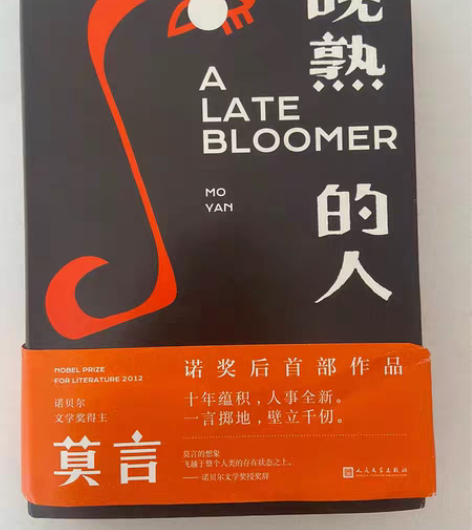 晚熟的人
A
LATE
BLOOMER
MO
YAN
NOBEL PRIZE
FOR LITERATURE 2012
诺贝尔
文学奖得主
莫言
诺奖后首部作品
十年蕴积，人事全新。
一言掷地，壁立千仞。
莫言的想象
飞越于整个人类的存在状态之上。
—— 诺贝尔文学奖授奖辞
人民文学出版社